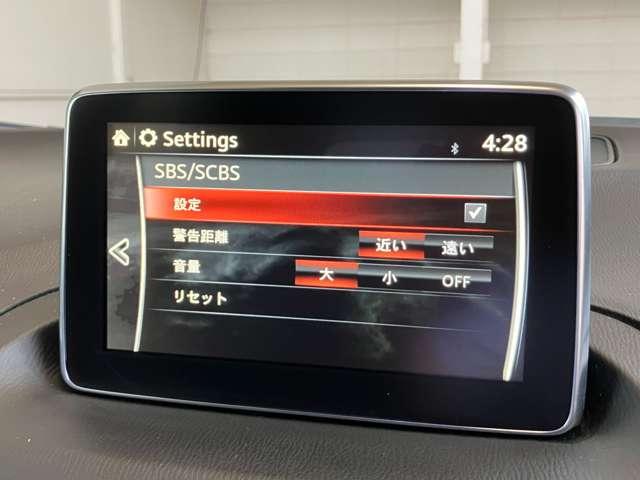 Settings 4:28
SBS/SCBS
設定
警告距離 近い 遠い
音量 大 小 OFF
リセット